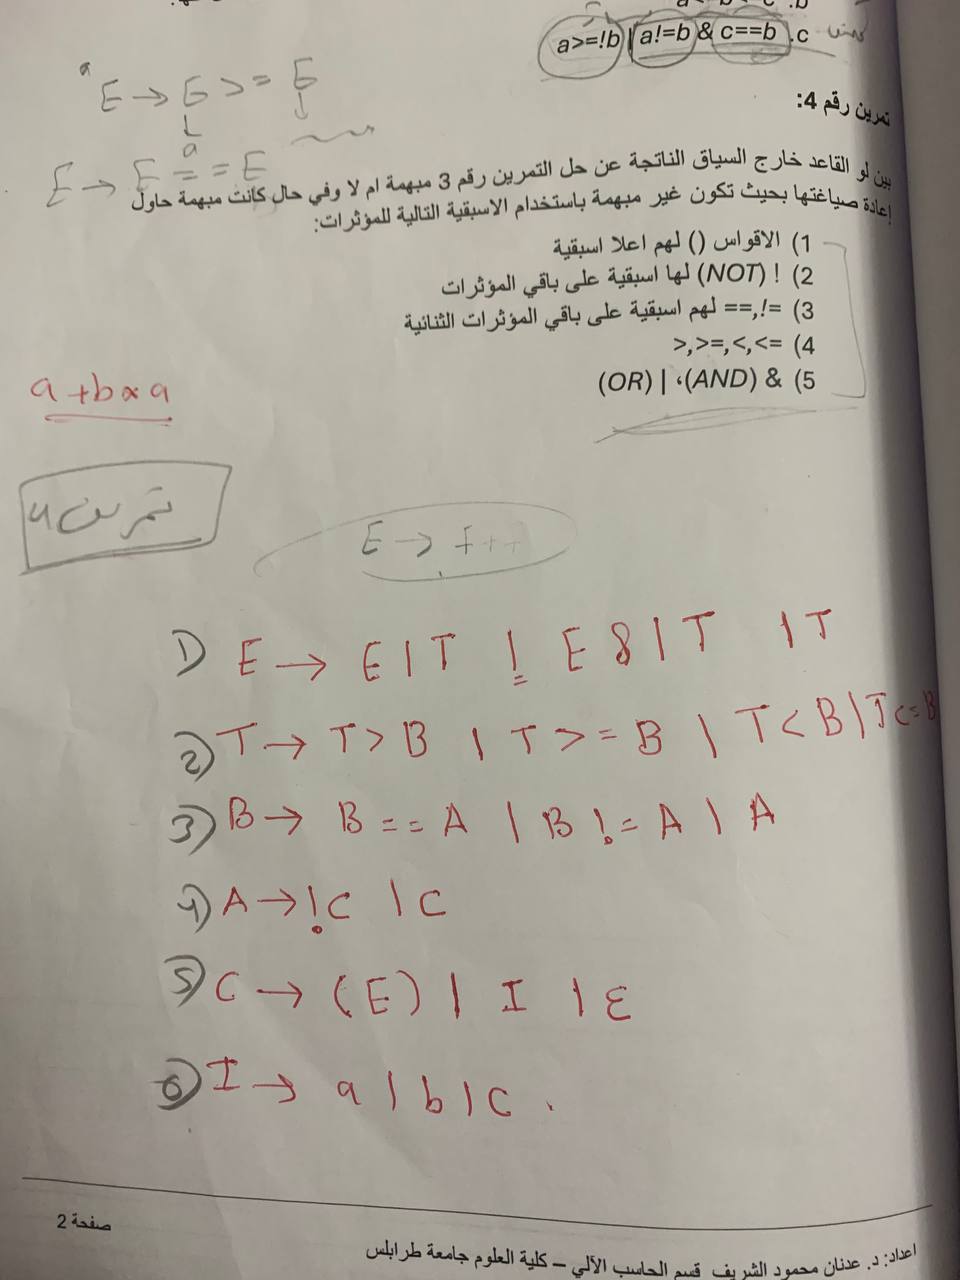 a>=!b | a!=b & c==b .c
E → E >= E
a
E → E == E
تمرين رقم 4:
بين لو القاعد خارج السياق الناتجة عن حل التمرين رقم 3 مبهمة ام لا وفي حال كانت مبهمة حاول
إعادة صياغتها بحيث تكون غير مبهمة باستخدام الاسبقية التالية للمؤثرات:
1) الاقواس () لهم اعلا اسبقية
2) ! (NOT) لها اسبقية على باقي المؤثرات
3) =!,== لهم اسبقية على باقي المؤثرات الثنائية
4) >,>=,<,<=
5) & (AND)، | (OR)
a + b * a
تمرين 4
E → I++
1) E → E | T | E & | T | T
2) T → T > B | T >= B | T < B | T <= B
3) B → B == A | B != A | A
4) A → !C | C
5) C → (E) | I | ε
6) I → a | b | c .
صفحة 2
اعداد: د. عدنان محمود الشريف قسم الحاسب الآلي – كلية العلوم جامعة طرابلس